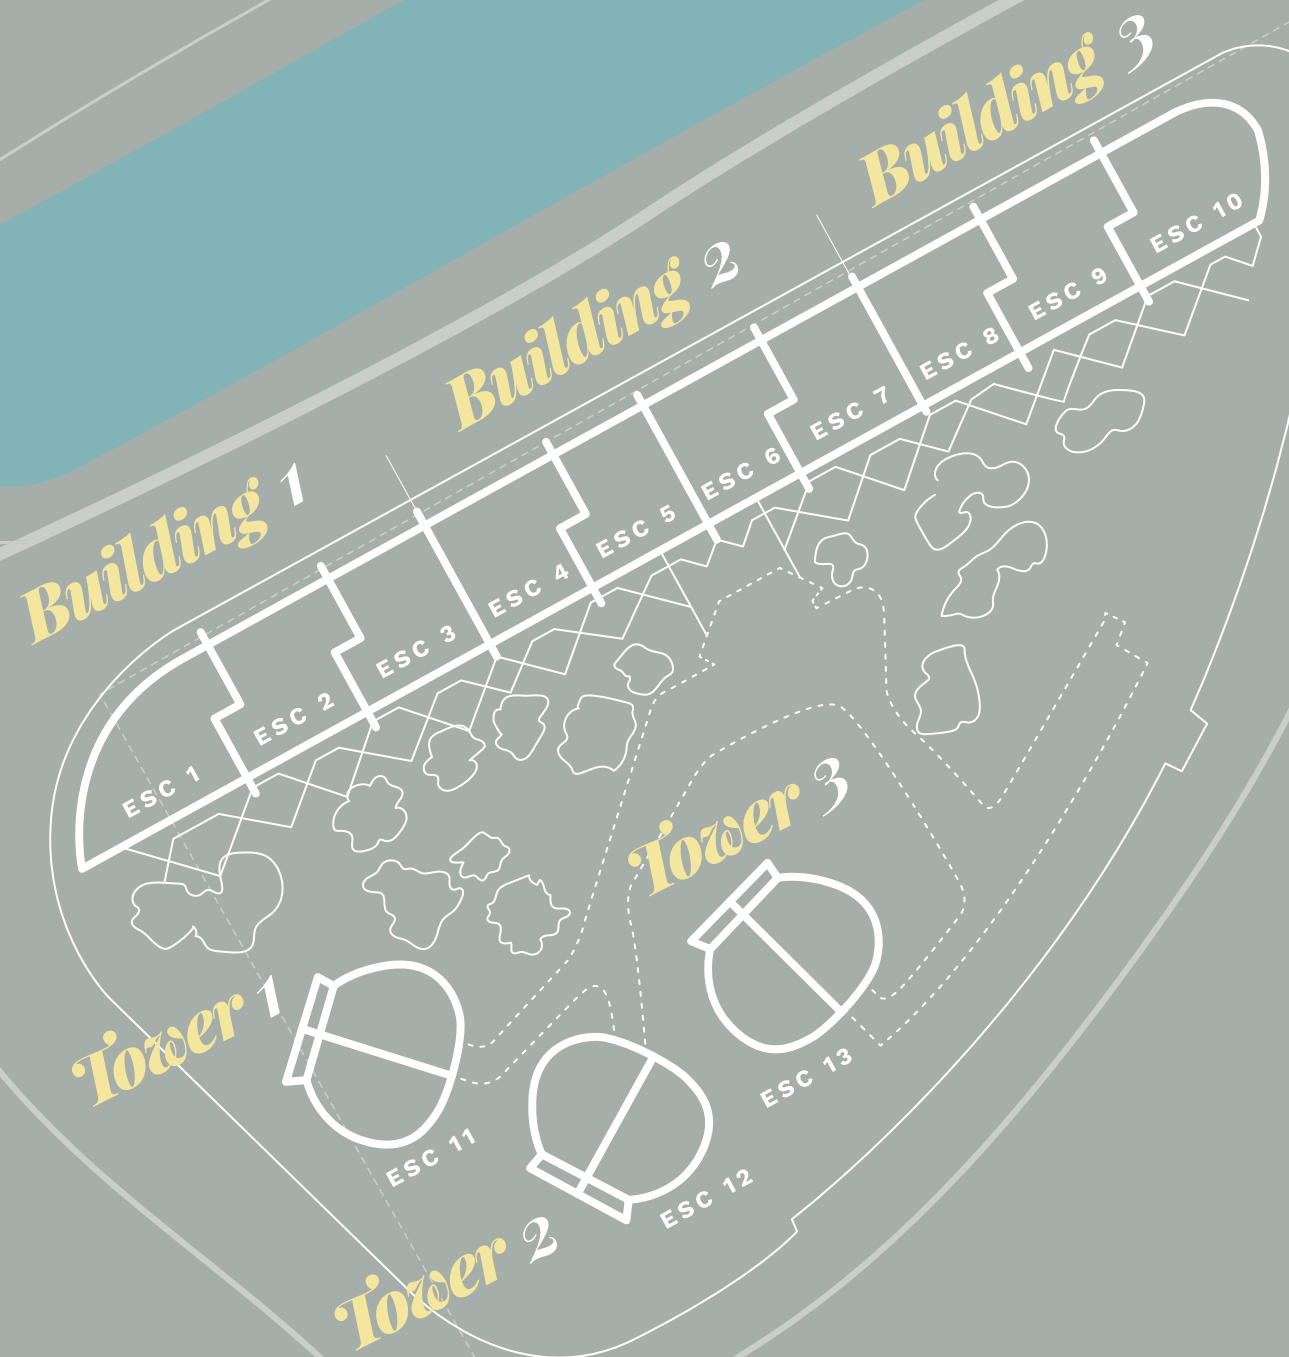 Building 3
Building 2
Building 1
ESC 10
ESC 9
ESC 8
ESC 7
ESC 6
ESC 5
ESC 4
ESC 3
ESC 2
ESC 1
Tower 3
Tower 1
ESC 13
ESC 11
ESC 12
Tower 2